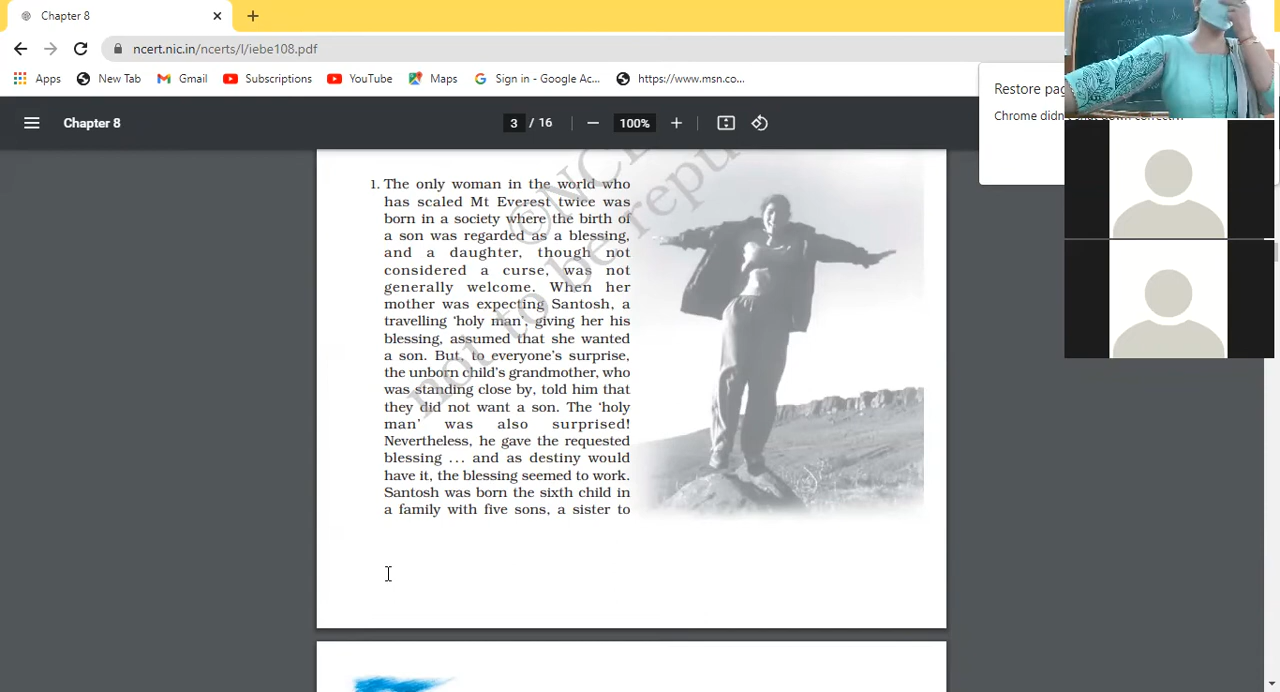 Chapter 8
ncert.nic.in/ncerts/l/iebe108.pdf
Apps New Tab Gmail Subscriptions YouTube Maps Sign in - Google Ac... https://www.msn.co...
Restore pag
Chrome didn
Chapter 8 3 / 16 100%
1. The only woman in the world who
has scaled Mt Everest twice was
born in a society where the birth of
a son was regarded as a blessing,
and a daughter, though not
considered a curse, was not
generally welcome. When her
mother was expecting Santosh, a
travelling ‘holy man’, giving her his
blessing, assumed that she wanted
a son. But, to everyone’s surprise,
the unborn child’s grandmother, who
was standing close by, told him that
they did not want a son. The ‘holy
man’ was also surprised!
Nevertheless, he gave the requested
blessing ... and as destiny would
have it, the blessing seemed to work.
Santosh was born the sixth child in
a family with five sons, a sister to
©NC
not to be repu